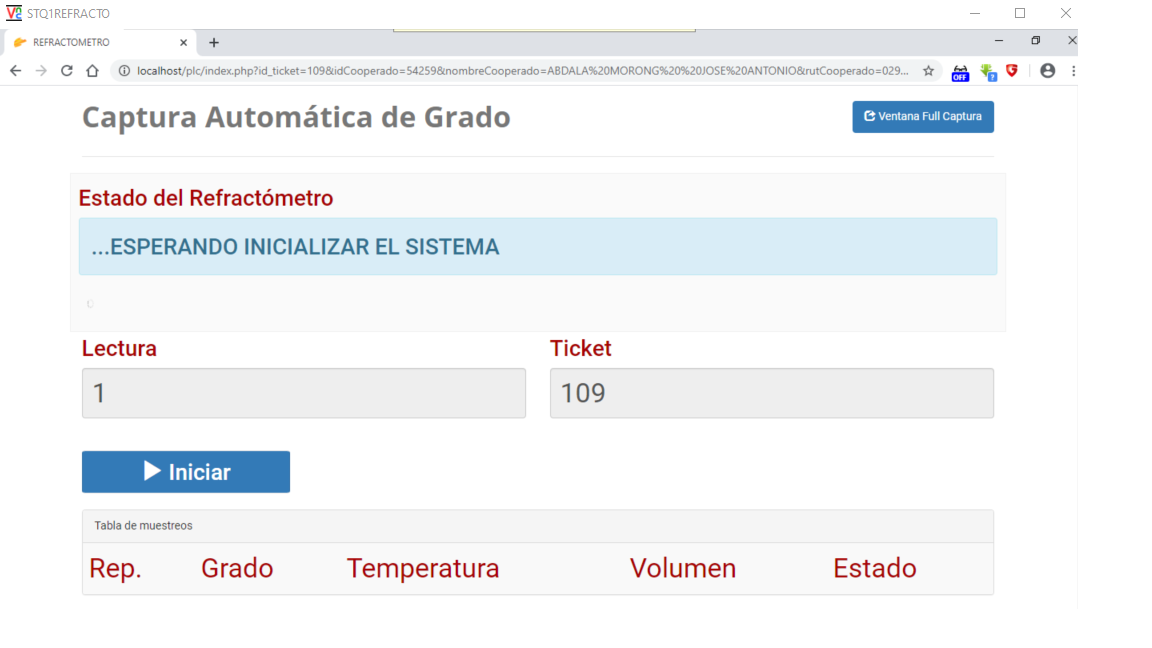 STQ1REFRACTO
REFRACTOMETRO
localhost/plc/index.php?id_ticket=109&idCooperado=54259&nombreCooperado=ABDALA%20MORONG%20%20JOSE%20ANTONIO&rutCooperado=029...
OFF
?
Captura Automática de Grado
Ventana Full Captura
Estado del Refractómetro
...ESPERANDO INICIALIZAR EL SISTEMA
Lectura
Ticket
1
109
Iniciar
Tabla de muestreos
Rep. Grado Temperatura Volumen Estado